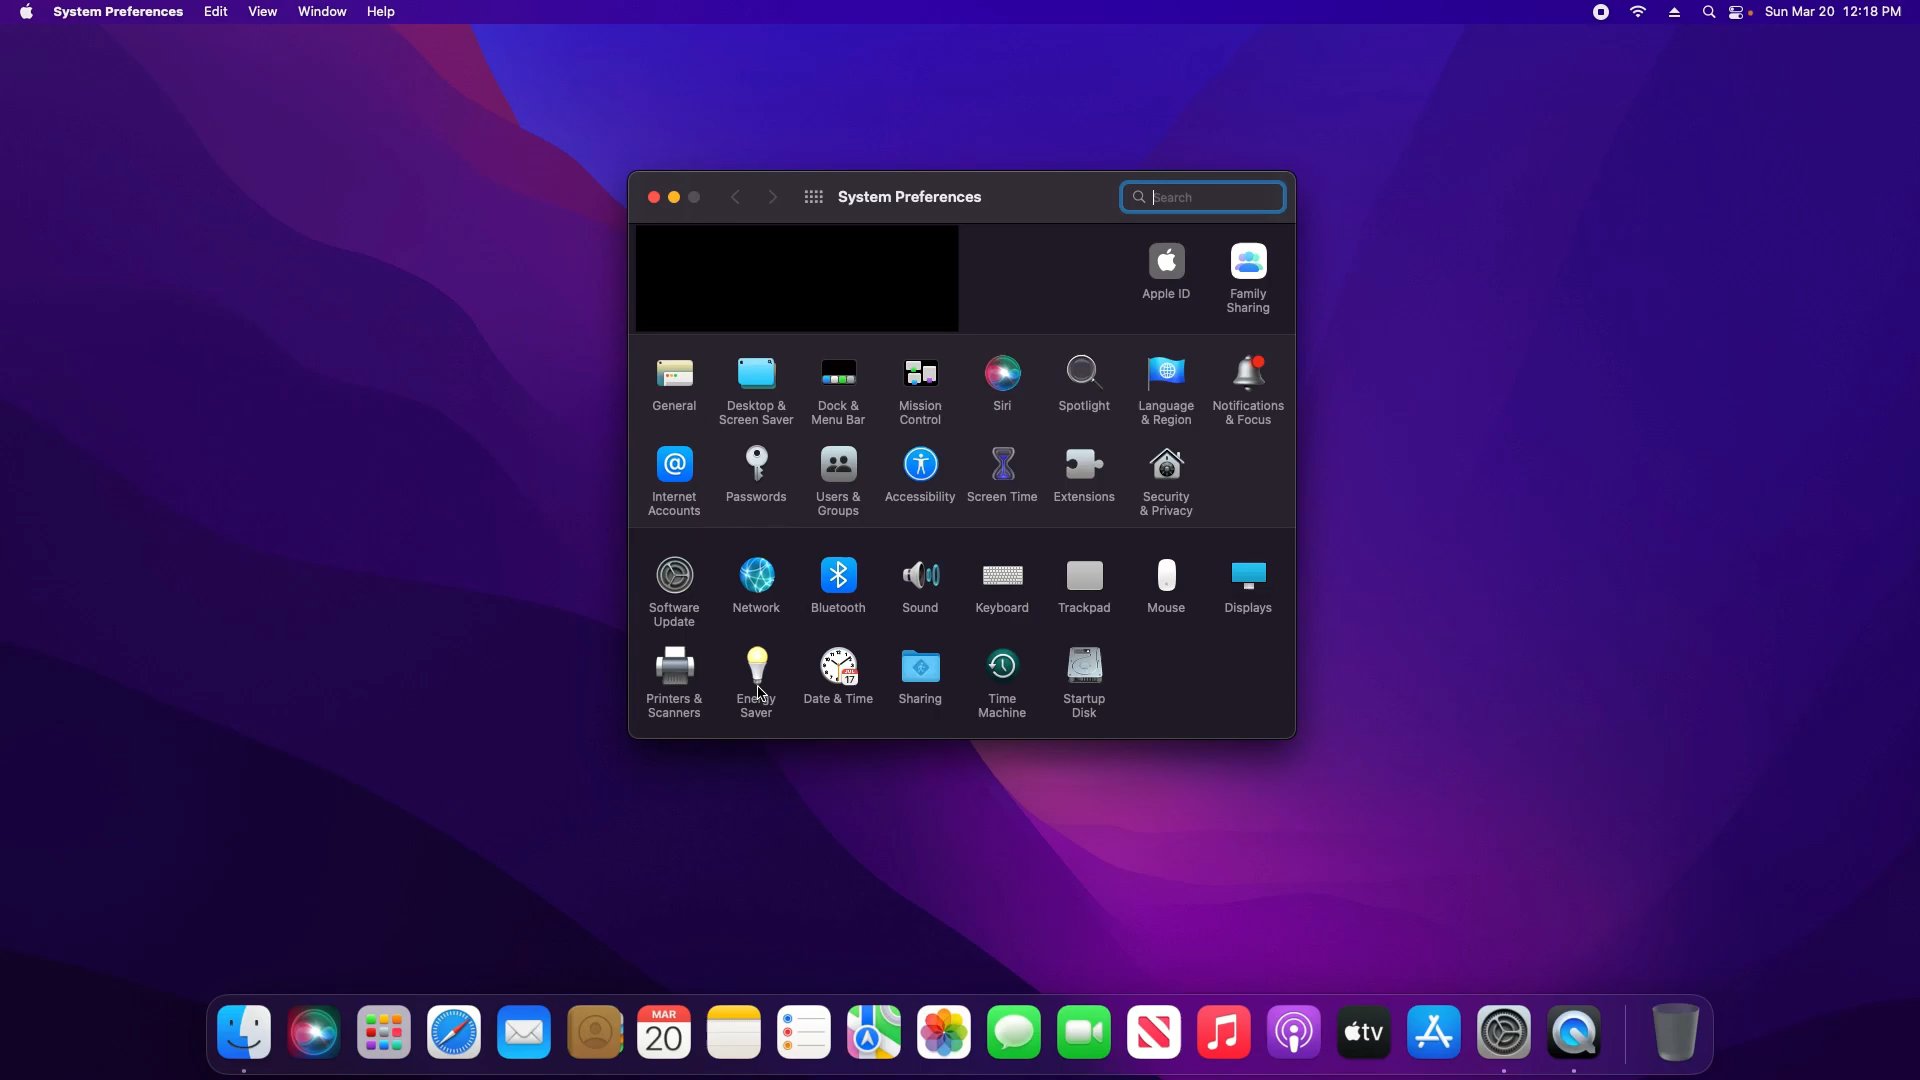 System Preferences Edit View Window Help Sun Mar 20 12:18 PM
System Preferences Search
Apple ID Family
Sharing
General Desktop & Dock & Mission Siri Spotlight Language Notifications
Screen Saver Menu Bar Control & Region & Focus
Internet Passwords Users & Accessibility Screen Time Extensions Security
Accounts Groups & Privacy
Software Network Bluetooth Sound Keyboard Trackpad Mouse Displays
Update
JUL
17
Printers & Energy Date & Time Sharing Time Startup
Scanners Saver Machine Disk
MAR
20
tv